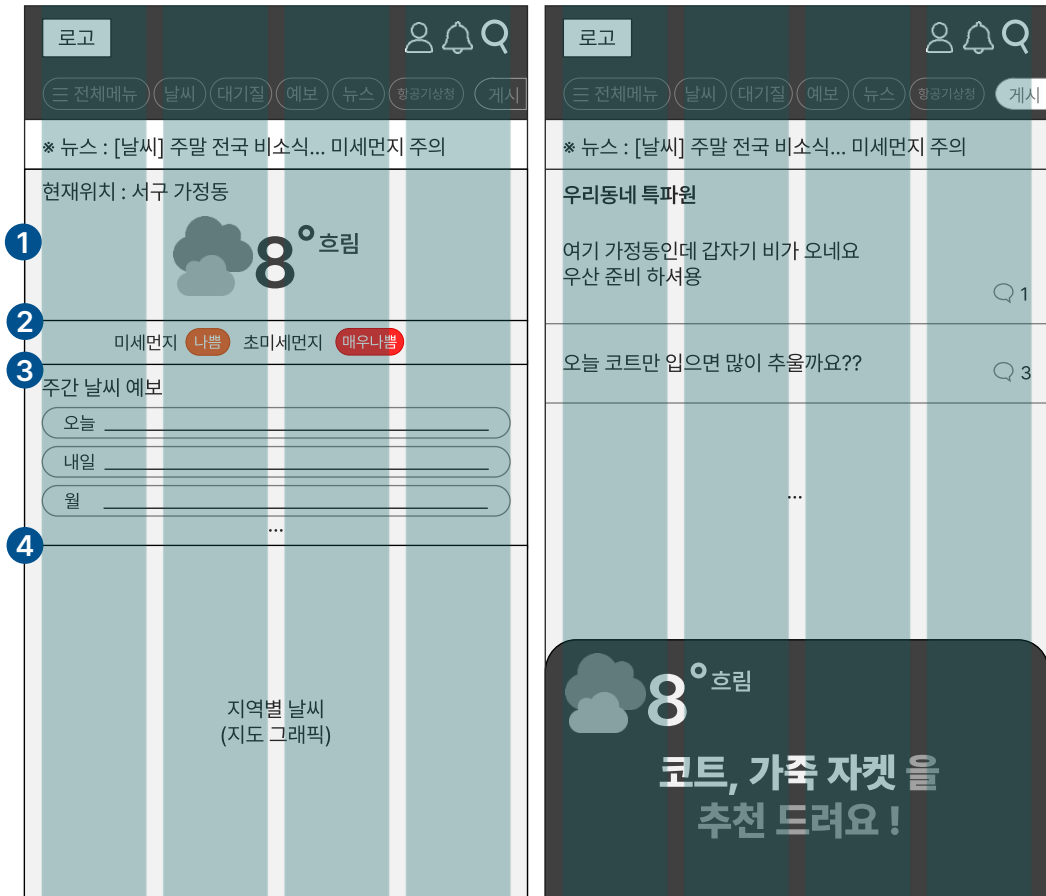 로고
전체메뉴 날씨 대기질 예보 뉴스 항공기상청 게시
※ 뉴스 : [날씨] 주말 전국 비소식... 미세먼지 주의
현재위치 : 서구 가정동
1
8° 흐림
2
미세먼지 나쁨 초미세먼지 매우나쁨
3
주간 날씨 예보
오늘
내일
월
...
4
지역별 날씨
(지도 그래픽)
로고
전체메뉴 날씨 대기질 예보 뉴스 항공기상청 게시
※ 뉴스 : [날씨] 주말 전국 비소식... 미세먼지 주의
우리동네 특파원
여기 가정동인데 갑자기 비가 오네요
우산 준비 하셔용
1
오늘 코트만 입으면 많이 추울까요??
3
...
8° 흐림
코트, 가죽 자켓 을
추천 드려요 !